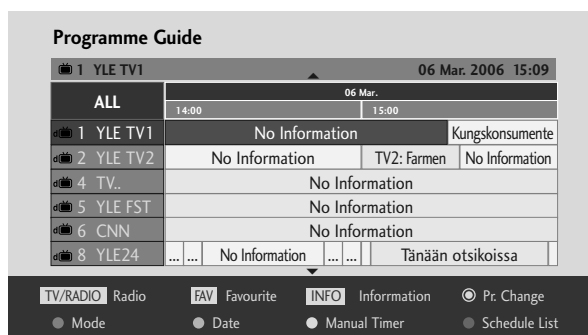 Programme Guide
1 YLE TV1 06 Mar. 2006 15:09
ALL 06 Mar.
14:00 15:00
1 YLE TV1 No Information Kungskonsumente
2 YLE TV2 No Information TV2: Farmen No Information
4 TV.. No Information
5 YLE FST No Information
6 CNN No Information
8 YLE24 ... ... No Information ... ... Tänään otsikoissa
TV/RADIO Radio FAV Favourite INFO Inforrmation Pr. Change
Mode Date Manual Timer Schedule List